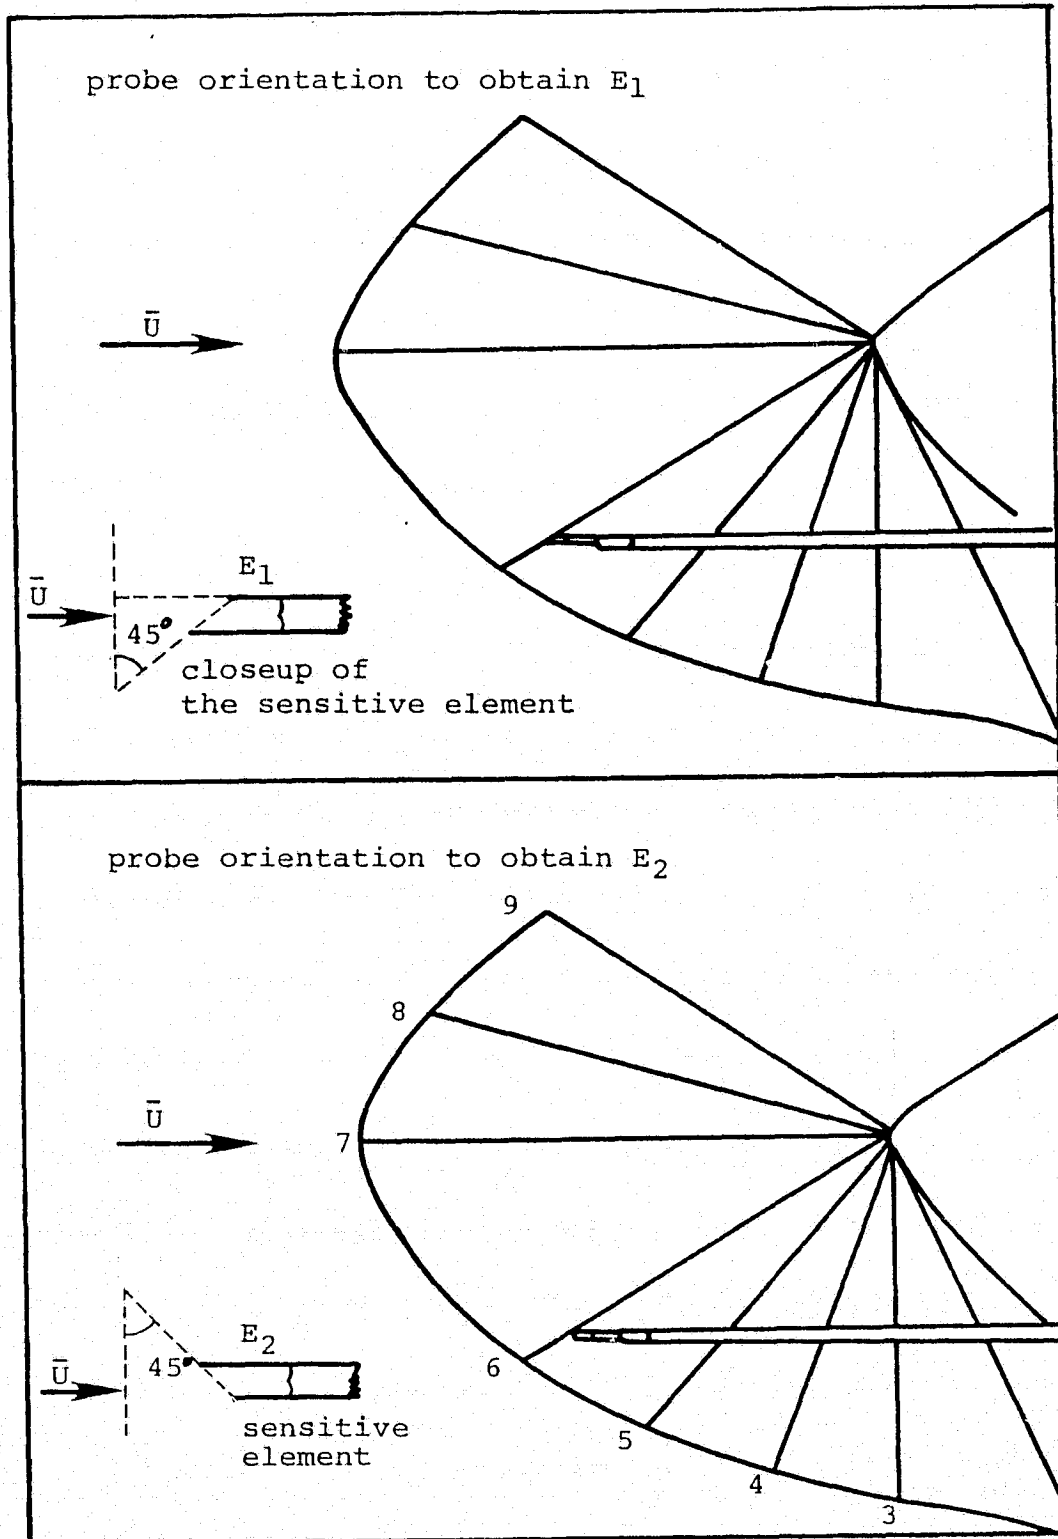 probe orientation to obtain E₁
Ū
E₁
Ū
45°
closeup of
the sensitive element
probe orientation to obtain E₂
9
8
Ū
7
E₂
45°
Ū
6
sensitive
element
5
4
3